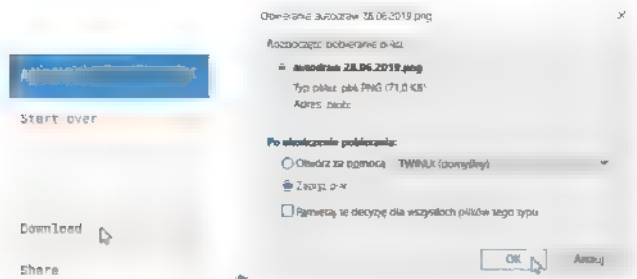 Start over
Download
Share
Otwieranie autodraw 28.06.2019.png
Rozpoczęto pobieranie pliku:
autodraw 28.06.2019.png
Typ pliku: plik PNG (71,0 KB)
Adres: blob:
Po ukończeniu pobierania:
Otwórz za pomocą TWINUI (domyślny)
Zapisz plik
Pamiętaj tę decyzję dla wszystkich plików tego typu
OK Anuluj